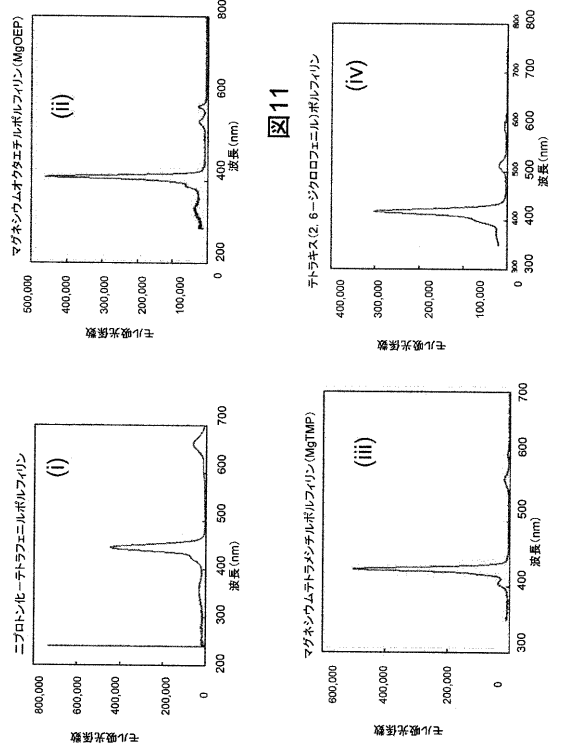 二プロトン化ーテトラフェニルポルフィリン
(i)
モル吸光係数
800,000
600,000
400,000
200,000
0
200 300 400 500 600 700
波長(nm)
マグネシウムオクタエチルポルフィリン(MgOEP)
(ii)
モル吸光係数
500,000
400,000
300,000
200,000
100,000
0
200 400 600 800
波長(nm)
図11
マグネシウムテトラメシチルポルフィリン(MgTMP)
(iii)
モル吸光係数
600,000
400,000
200,000
0
300 400 500 600 700
波長(nm)
テトラキス(2, 6ージクロロフェニル)ポルフィリン
(iv)
モル吸光係数
400,000
300,000
200,000
100,000
0
300 400 500 600 700 800
300 400 500 600 700 800
波長(nm)